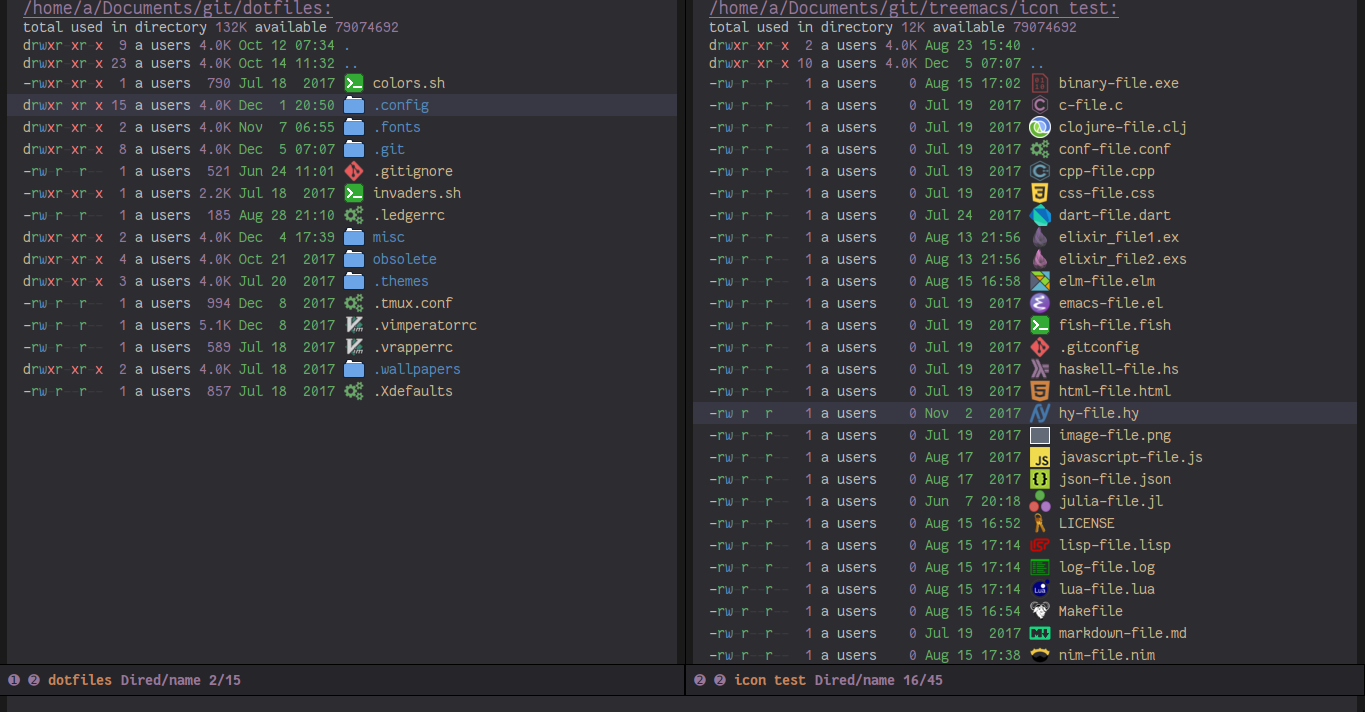 /home/a/Documents/git/dotfiles:
total used in directory 132K available 79074692
drwxr xr x 9 a users 4.0K Oct 12 07:34 .
drwxr xr x 23 a users 4.0K Oct 14 11:32 ..
-rwxr xr x 1 a users 790 Jul 18 2017 colors.sh
drwxr xr x 15 a users 4.0K Dec 1 20:50 .config
drwxr xr x 2 a users 4.0K Nov 7 06:55 .fonts
drwxr xr x 8 a users 4.0K Dec 5 07:07 .git
-rw-r--r-- 1 a users 521 Jun 24 11:01 .gitignore
-rwxr xr x 1 a users 2.2K Jul 18 2017 invaders.sh
-rw-r--r-- 1 a users 185 Aug 28 21:10 .ledgerrc
drwxr xr x 2 a users 4.0K Dec 4 17:39 misc
drwxr xr x 4 a users 4.0K Oct 21 2017 obsolete
drwxr xr x 3 a users 4.0K Jul 20 2017 .themes
-rw-r--r-- 1 a users 994 Dec 8 2017 .tmux.conf
-rw-r--r-- 1 a users 5.1K Dec 8 2017 .vimperatorrc
-rw-r--r-- 1 a users 589 Jul 18 2017 .vrapperrc
drwxr xr x 2 a users 4.0K Jul 18 2017 .wallpapers
-rw-r--r-- 1 a users 857 Jul 18 2017 .Xdefaults
❶ ❷ dotfiles Dired/name 2/15
/home/a/Documents/git/treemacs/icon test:
total used in directory 12K available 79074692
drwxr xr x 2 a users 4.0K Aug 23 15:40 .
drwxr xr x 10 a users 4.0K Dec 5 07:07 ..
-rw-r--r-- 1 a users 0 Aug 15 17:02 binary-file.exe
-rw-r--r-- 1 a users 0 Jul 19 2017 c-file.c
-rw-r--r-- 1 a users 0 Jul 19 2017 clojure-file.clj
-rw-r--r-- 1 a users 0 Jul 19 2017 conf-file.conf
-rw-r--r-- 1 a users 0 Jul 19 2017 cpp-file.cpp
-rw-r--r-- 1 a users 0 Jul 19 2017 css-file.css
-rw-r--r-- 1 a users 0 Jul 24 2017 dart-file.dart
-rw-r--r-- 1 a users 0 Aug 13 21:56 elixir_file1.ex
-rw-r--r-- 1 a users 0 Aug 13 21:56 elixir_file2.exs
-rw-r--r-- 1 a users 0 Aug 15 16:58 elm-file.elm
-rw-r--r-- 1 a users 0 Jul 19 2017 emacs-file.el
-rw-r--r-- 1 a users 0 Jul 19 2017 fish-file.fish
-rw-r--r-- 1 a users 0 Jul 19 2017 .gitconfig
-rw-r--r-- 1 a users 0 Jul 19 2017 haskell-file.hs
-rw-r--r-- 1 a users 0 Jul 19 2017 html-file.html
-rw-r--r-- 1 a users 0 Nov 2 2017 hy-file.hy
-rw-r--r-- 1 a users 0 Jul 19 2017 image-file.png
-rw-r--r-- 1 a users 0 Aug 17 2017 JS javascript-file.js
-rw-r--r-- 1 a users 0 Aug 17 2017 {} json-file.json
-rw-r--r-- 1 a users 0 Jun 7 20:18 julia-file.jl
-rw-r--r-- 1 a users 0 Aug 15 16:52 LICENSE
-rw-r--r-- 1 a users 0 Aug 15 17:14 lisp-file.lisp
-rw-r--r-- 1 a users 0 Aug 15 17:14 log-file.log
-rw-r--r-- 1 a users 0 Aug 15 17:14 Lua lua-file.lua
-rw-r--r-- 1 a users 0 Aug 15 16:54 Makefile
-rw-r--r-- 1 a users 0 Jul 19 2017 markdown-file.md
-rw-r--r-- 1 a users 0 Aug 15 17:38 nim-file.nim
❷ ❷ icon test Dired/name 16/45